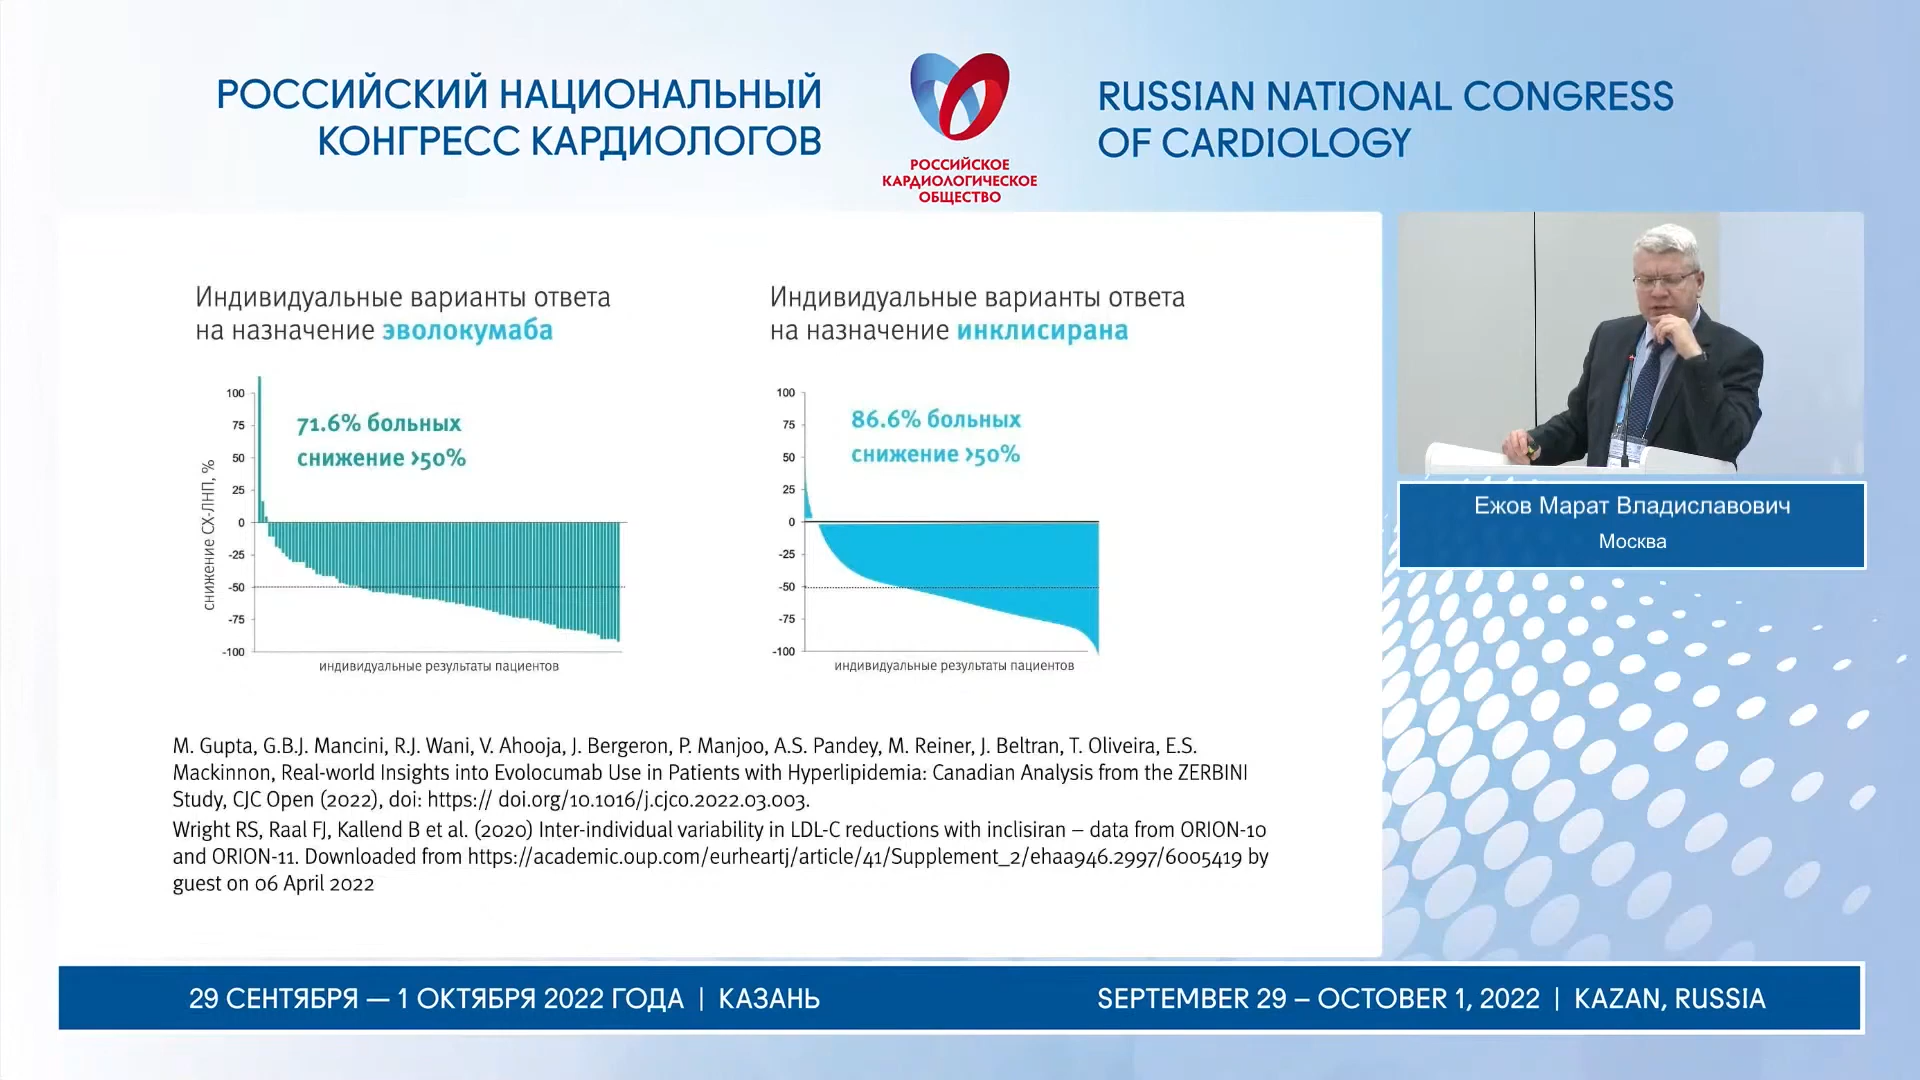 РОССИЙСКИЙ НАЦИОНАЛЬНЫЙ
КОНГРЕСС КАРДИОЛОГОВ
РОССИЙСКОЕ
КАРДИОЛОГИЧЕСКОЕ
ОБЩЕСТВО
RUSSIAN NATIONAL CONGRESS
OF CARDIOLOGY
Индивидуальные варианты ответа
на назначение эволокумаба
71.6% больных
снижение >50%
снижение СХ-ЛНП, %
100
75
50
25
0
-25
-50
-75
-100
индивидуальные результаты пациентов
Индивидуальные варианты ответа
на назначение инклисирана
86.6% больных
снижение >50%
100
75
50
25
0
-25
-50
-75
-100
индивидуальные результаты пациентов
M. Gupta, G.B.J. Mancini, R.J. Wani, V. Ahooja, J. Bergeron, P. Manjoo, A.S. Pandey, M. Reiner, J. Beltran, T. Oliveira, E.S.
Mackinnon, Real-world Insights into Evolocumab Use in Patients with Hyperlipidemia: Canadian Analysis from the ZERBINI
Study, CJC Open (2022), doi: https:// doi.org/10.1016/j.cjco.2022.03.003.
Wright RS, Raal FJ, Kallend B et al. (2020) Inter-individual variability in LDL-C reductions with inclisiran – data from ORION-10
and ORION-11. Downloaded from https://academic.oup.com/eurheartj/article/41/Supplement_2/ehaa946.2997/6005419 by
guest on 06 April 2022
Ежов Марат Владиславович
Москва
29 СЕНТЯБРЯ — 1 ОКТЯБРЯ 2022 ГОДА | КАЗАНЬ
SEPTEMBER 29 – OCTOBER 1, 2022 | KAZAN, RUSSIA